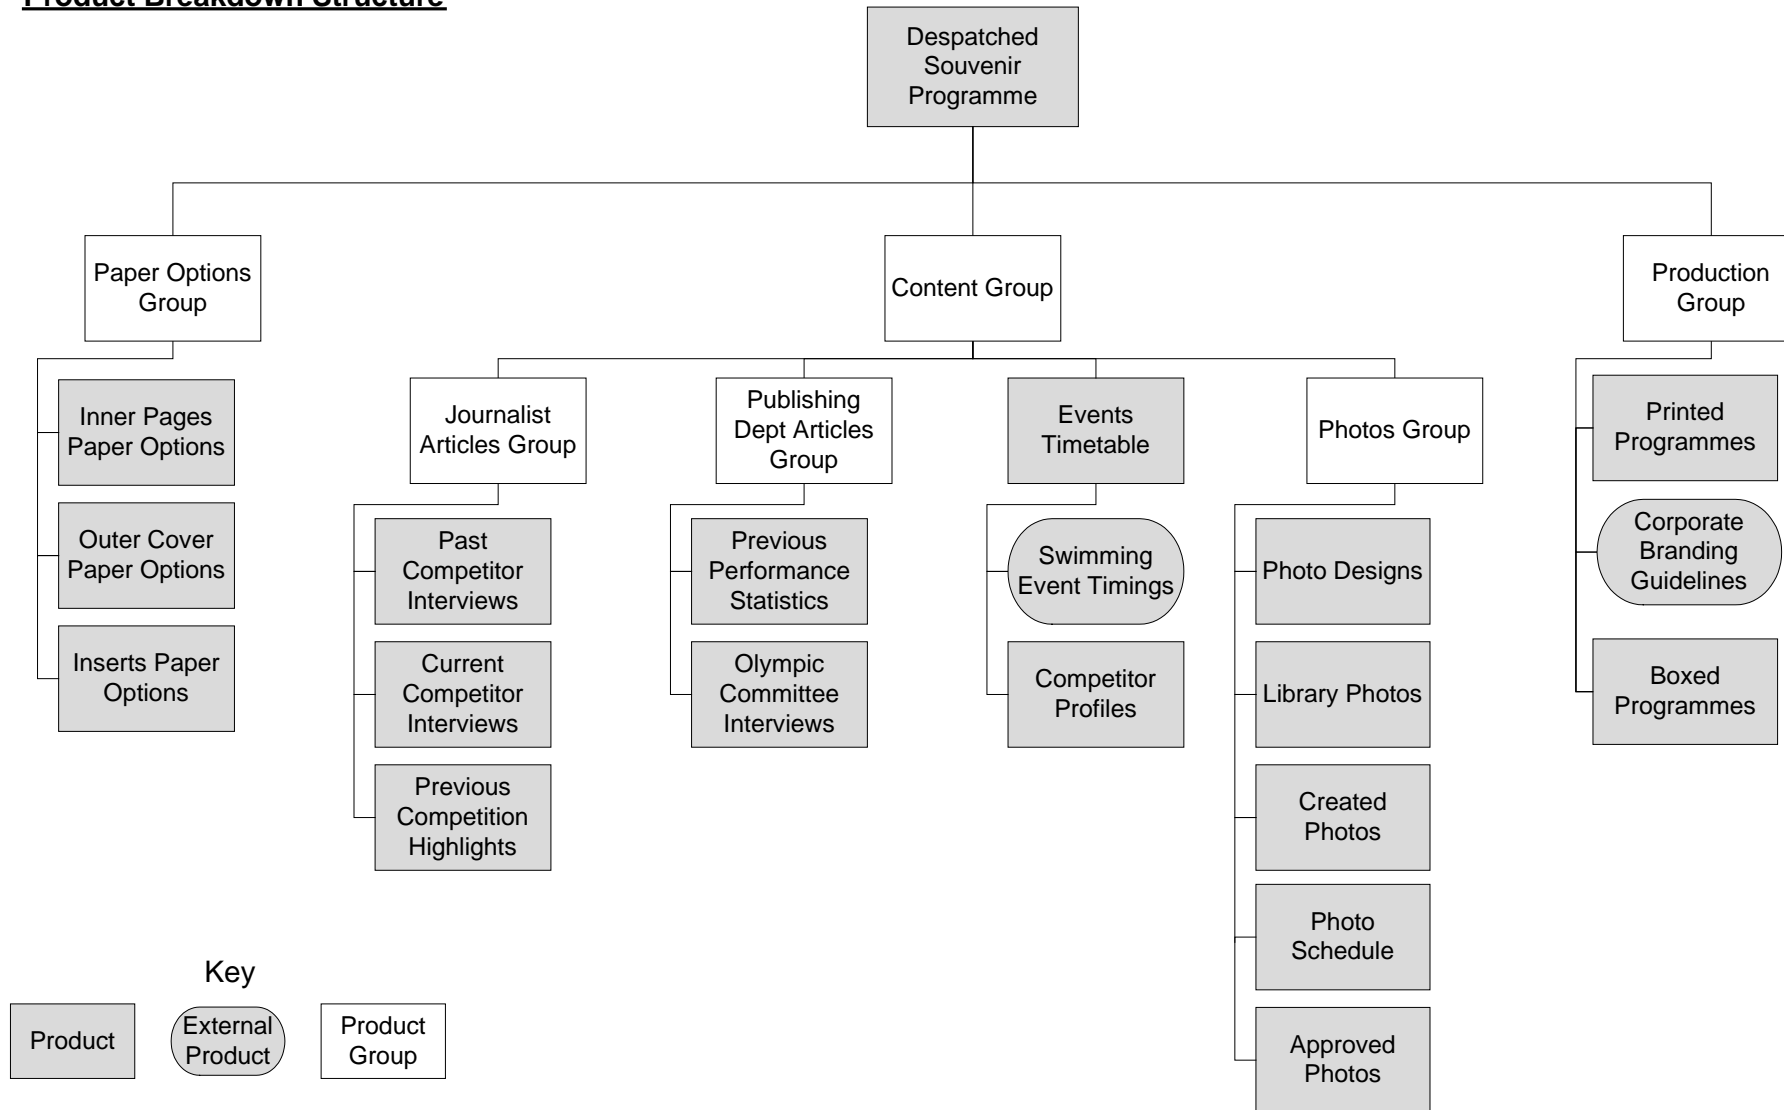 Product Breakdown Structure
Despatched
Souvenir
Programme
Paper Options
Group
Content Group
Production
Group
Inner Pages
Paper Options
Outer Cover
Paper Options
Inserts Paper
Options
Journalist
Articles Group
Publishing
Dept Articles
Group
Events
Timetable
Photos Group
Past
Competitor
Interviews
Current
Competitor
Interviews
Previous
Competition
Highlights
Previous
Performance
Statistics
Olympic
Committee
Interviews
Swimming
Event Timings
Competitor
Profiles
Photo Designs
Library Photos
Created
Photos
Photo
Schedule
Approved
Photos
Printed
Programmes
Corporate
Branding
Guidelines
Boxed
Programmes
Key
Product
External
Product
Product
Group